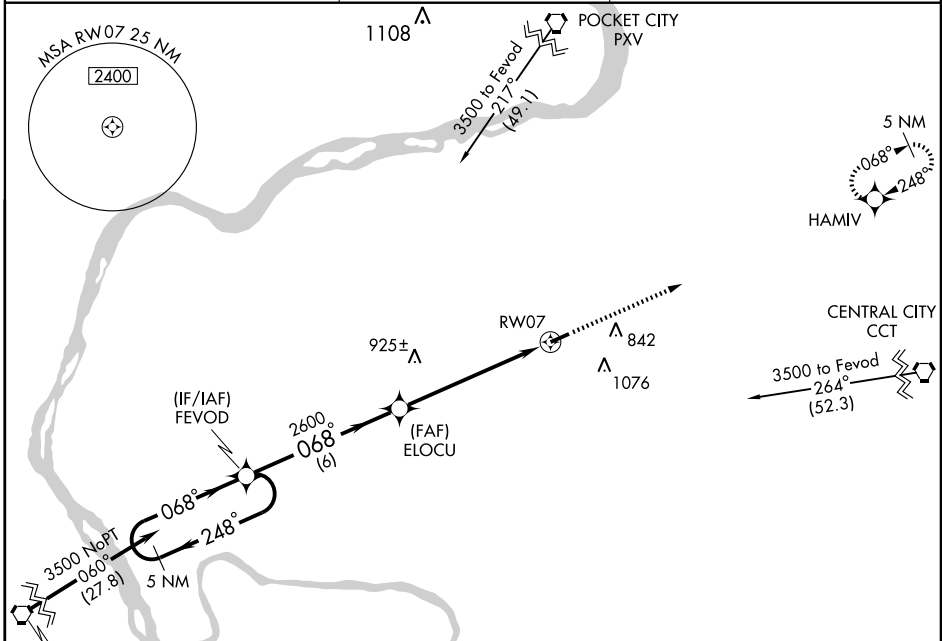 MSA RW07 25 NM
2400
1108
POCKET CITY
PXV
3500 to Fevod
217°
(49.1)
5 NM
068°
248°
HAMIV
RW07
842
1076
925±
CENTRAL CITY
CCT
3500 to Fevod
264°
(52.3)
(IF/IAF)
FEVOD
2600
068°
(6)
(FAF)
ELOCU
068°
248°
5 NM
3500 NoPT
060°
(27.8)